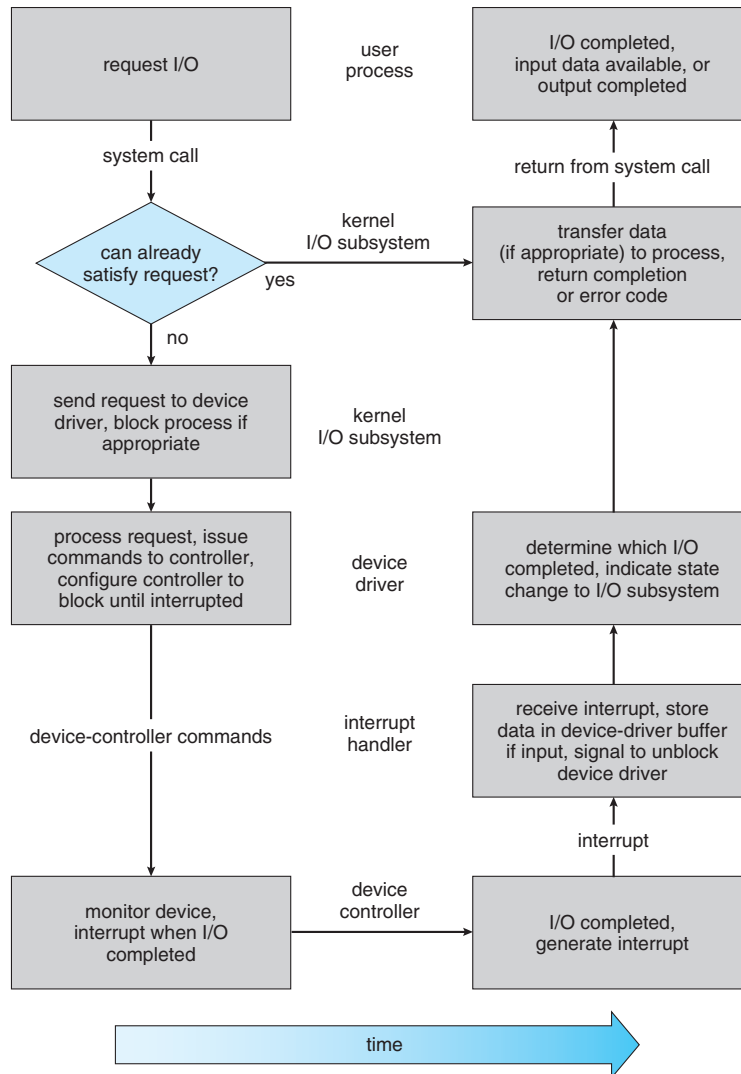 request I/O
user
process
I/O completed,
input data available, or
output completed
system call
return from system call
can already
satisfy request?
kernel
I/O subsystem
yes
transfer data
(if appropriate) to process,
return completion
or error code
no
send request to device
driver, block process if
appropriate
kernel
I/O subsystem
process request, issue
commands to controller,
configure controller to
block until interrupted
device
driver
determine which I/O
completed, indicate state
change to I/O subsystem
device-controller commands
interrupt
handler
receive interrupt, store
data in device-driver buffer
if input, signal to unblock
device driver
interrupt
monitor device,
interrupt when I/O
completed
device
controller
I/O completed,
generate interrupt
time